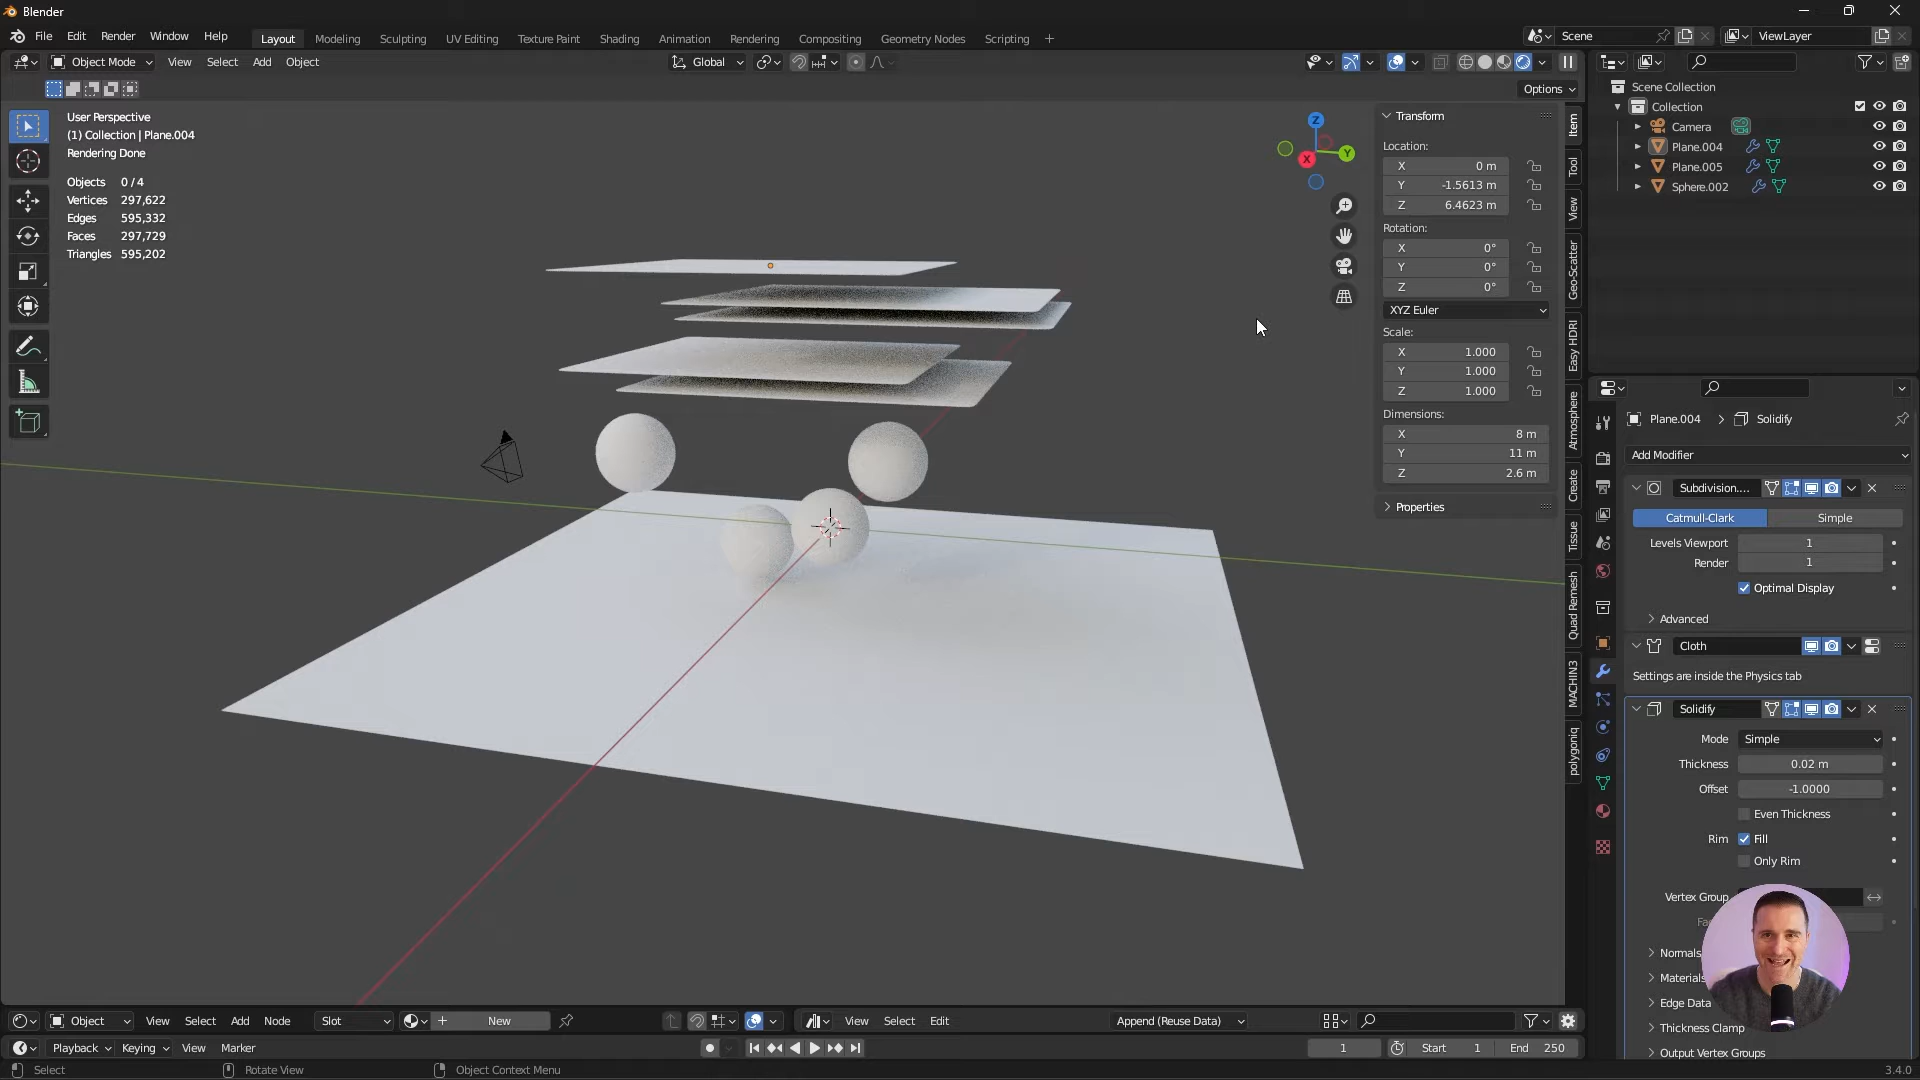 Blender
File Edit Render Window Help Layout Modeling Sculpting UV Editing Texture Paint Shading Animation Rendering Compositing Geometry Nodes Scripting + Scene ViewLayer
Object Mode View Select Add Object Global
Options
User Perspective
(1) Collection | Plane.004
Rendering Done
Objects 0 / 4
Vertices 297,622
Edges 595,332
Faces 297,729
Triangles 595,202
Z
Y
X
Transform
Location:
X 0 m
Y -1.5613 m
Z 6.4623 m
Rotation:
X 0°
Y 0°
Z 0°
XYZ Euler
Scale:
X 1.000
Y 1.000
Z 1.000
Dimensions:
X 8 m
Y 11 m
Z 2.6 m
Properties
Item
Tool
View
Geo-Scatter
Easy HDRI
Atmosphere
Create
Tissue
Quad Remesh
MACHIN3
polygoniq
Scene Collection
Collection
Camera
Plane.004
Plane.005
Sphere.002
Plane.004 > Solidify
Add Modifier
Subdivision....
Catmull-Clark Simple
Levels Viewport 1
Render 1
Optimal Display
Advanced
Cloth
Settings are inside the Physics tab
Solidify
Mode Simple
Thickness 0.02 m
Offset -1.0000
Even Thickness
Rim Fill
Only Rim
Vertex Group
Normals
Materials
Edge Data
Thickness Clamp
Output Vertex Groups
Object View Select Add Node Slot + New View Select Edit Append (Reuse Data)
Playback Keying View Marker 1 Start 1 End 250
Select Rotate View Object Context Menu 3.4.0